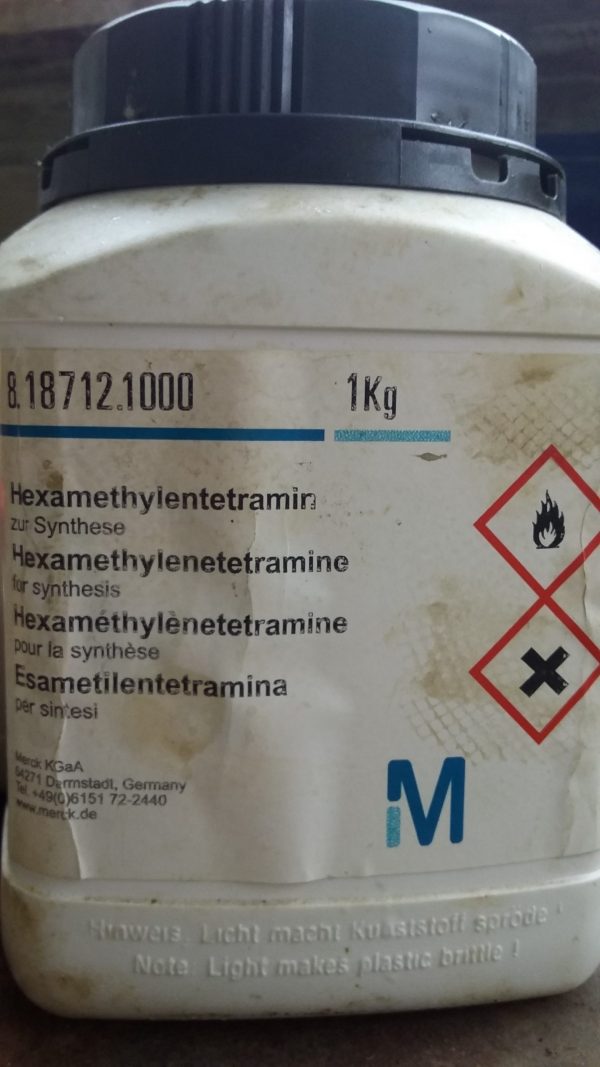 8.18712.1000
1Kg
Hexamethylentetramin
zur Synthese
Hexamethylenetetramine
for synthesis
Hexaméthylènetetramine
pour la synthèse
Esametilentetramina
per sintesi
Merck KGaA
64271 Darmstadt, Germany
Tel. +49(0)6151 72-2440
www.merck.de
M
Hinweis: Licht macht Kunststoff spröde !
Note: Light makes plastic brittle !